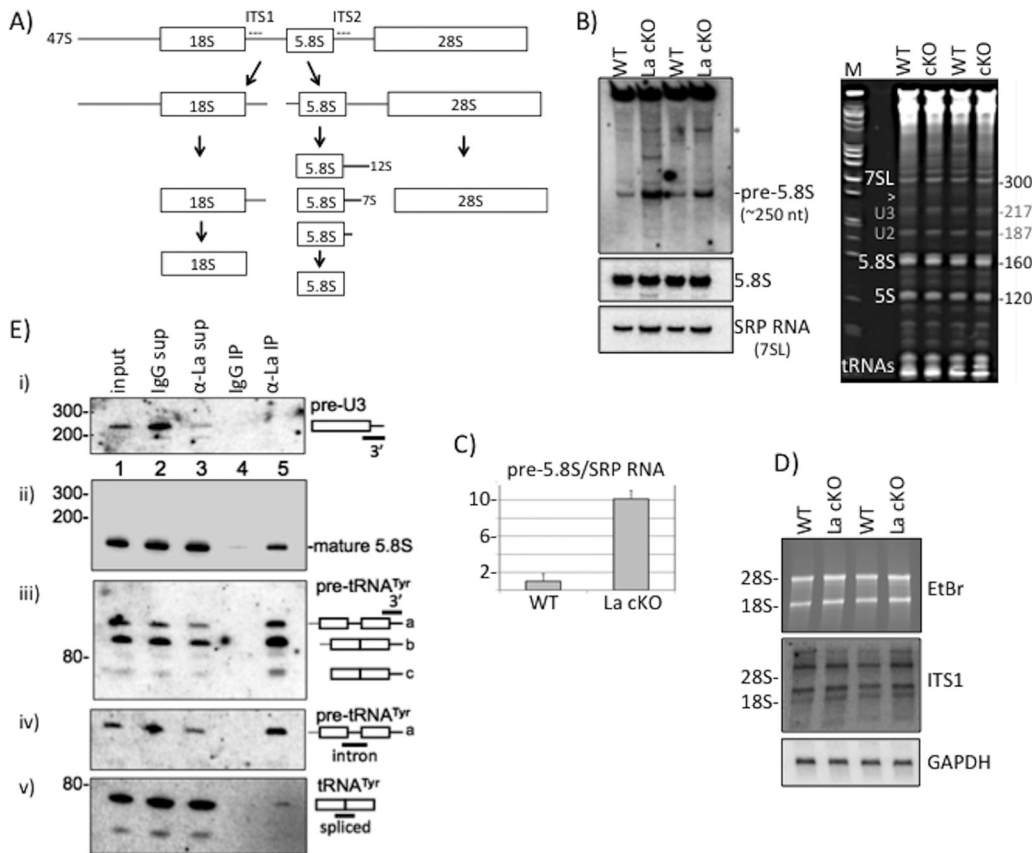 A)
47S
18S
ITS1
5.8S
ITS2
28S
18S
5.8S
28S
5.8S
12S
18S
5.8S
7S
28S
5.8S
18S
5.8S
B)
WT
La cKO
WT
La cKO
-pre-5.8S
(~250 nt)
5.8S
SRP RNA
(7SL)
M
WT
cKO
WT
cKO
7SL
>
U3
U2
5.8S
5S
tRNAs
-300
-217
-187
-160
-120
E)
input
IgG sup
α-La sup
IgG IP
α-La IP
i)
300-
200-
pre-U3
3'
1 2 3 4 5
ii)
300-
200-
-mature 5.8S
iii)
80-
pre-tRNATyr
3'
a
b
c
iv)
pre-tRNATyr
a
intron
v)
80-
tRNATyr
spliced
C)
pre-5.8S/SRP RNA
10-
6-
2-
WT
La cKO
D)
WT
La cKO
WT
La cKO
28S-
18S-
EtBr
28S-
18S-
ITS1
GAPDH